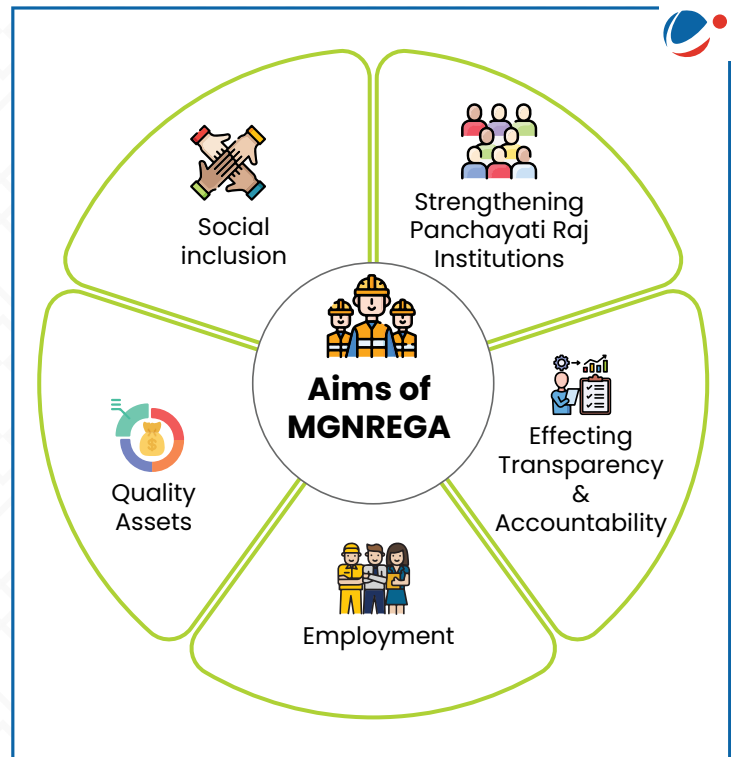 Social
inclusion
Strengthening
Panchayati Raj
Institutions
Aims of
MGNREGA
Quality
Assets
Effecting
Transparency
&
Accountability
Employment